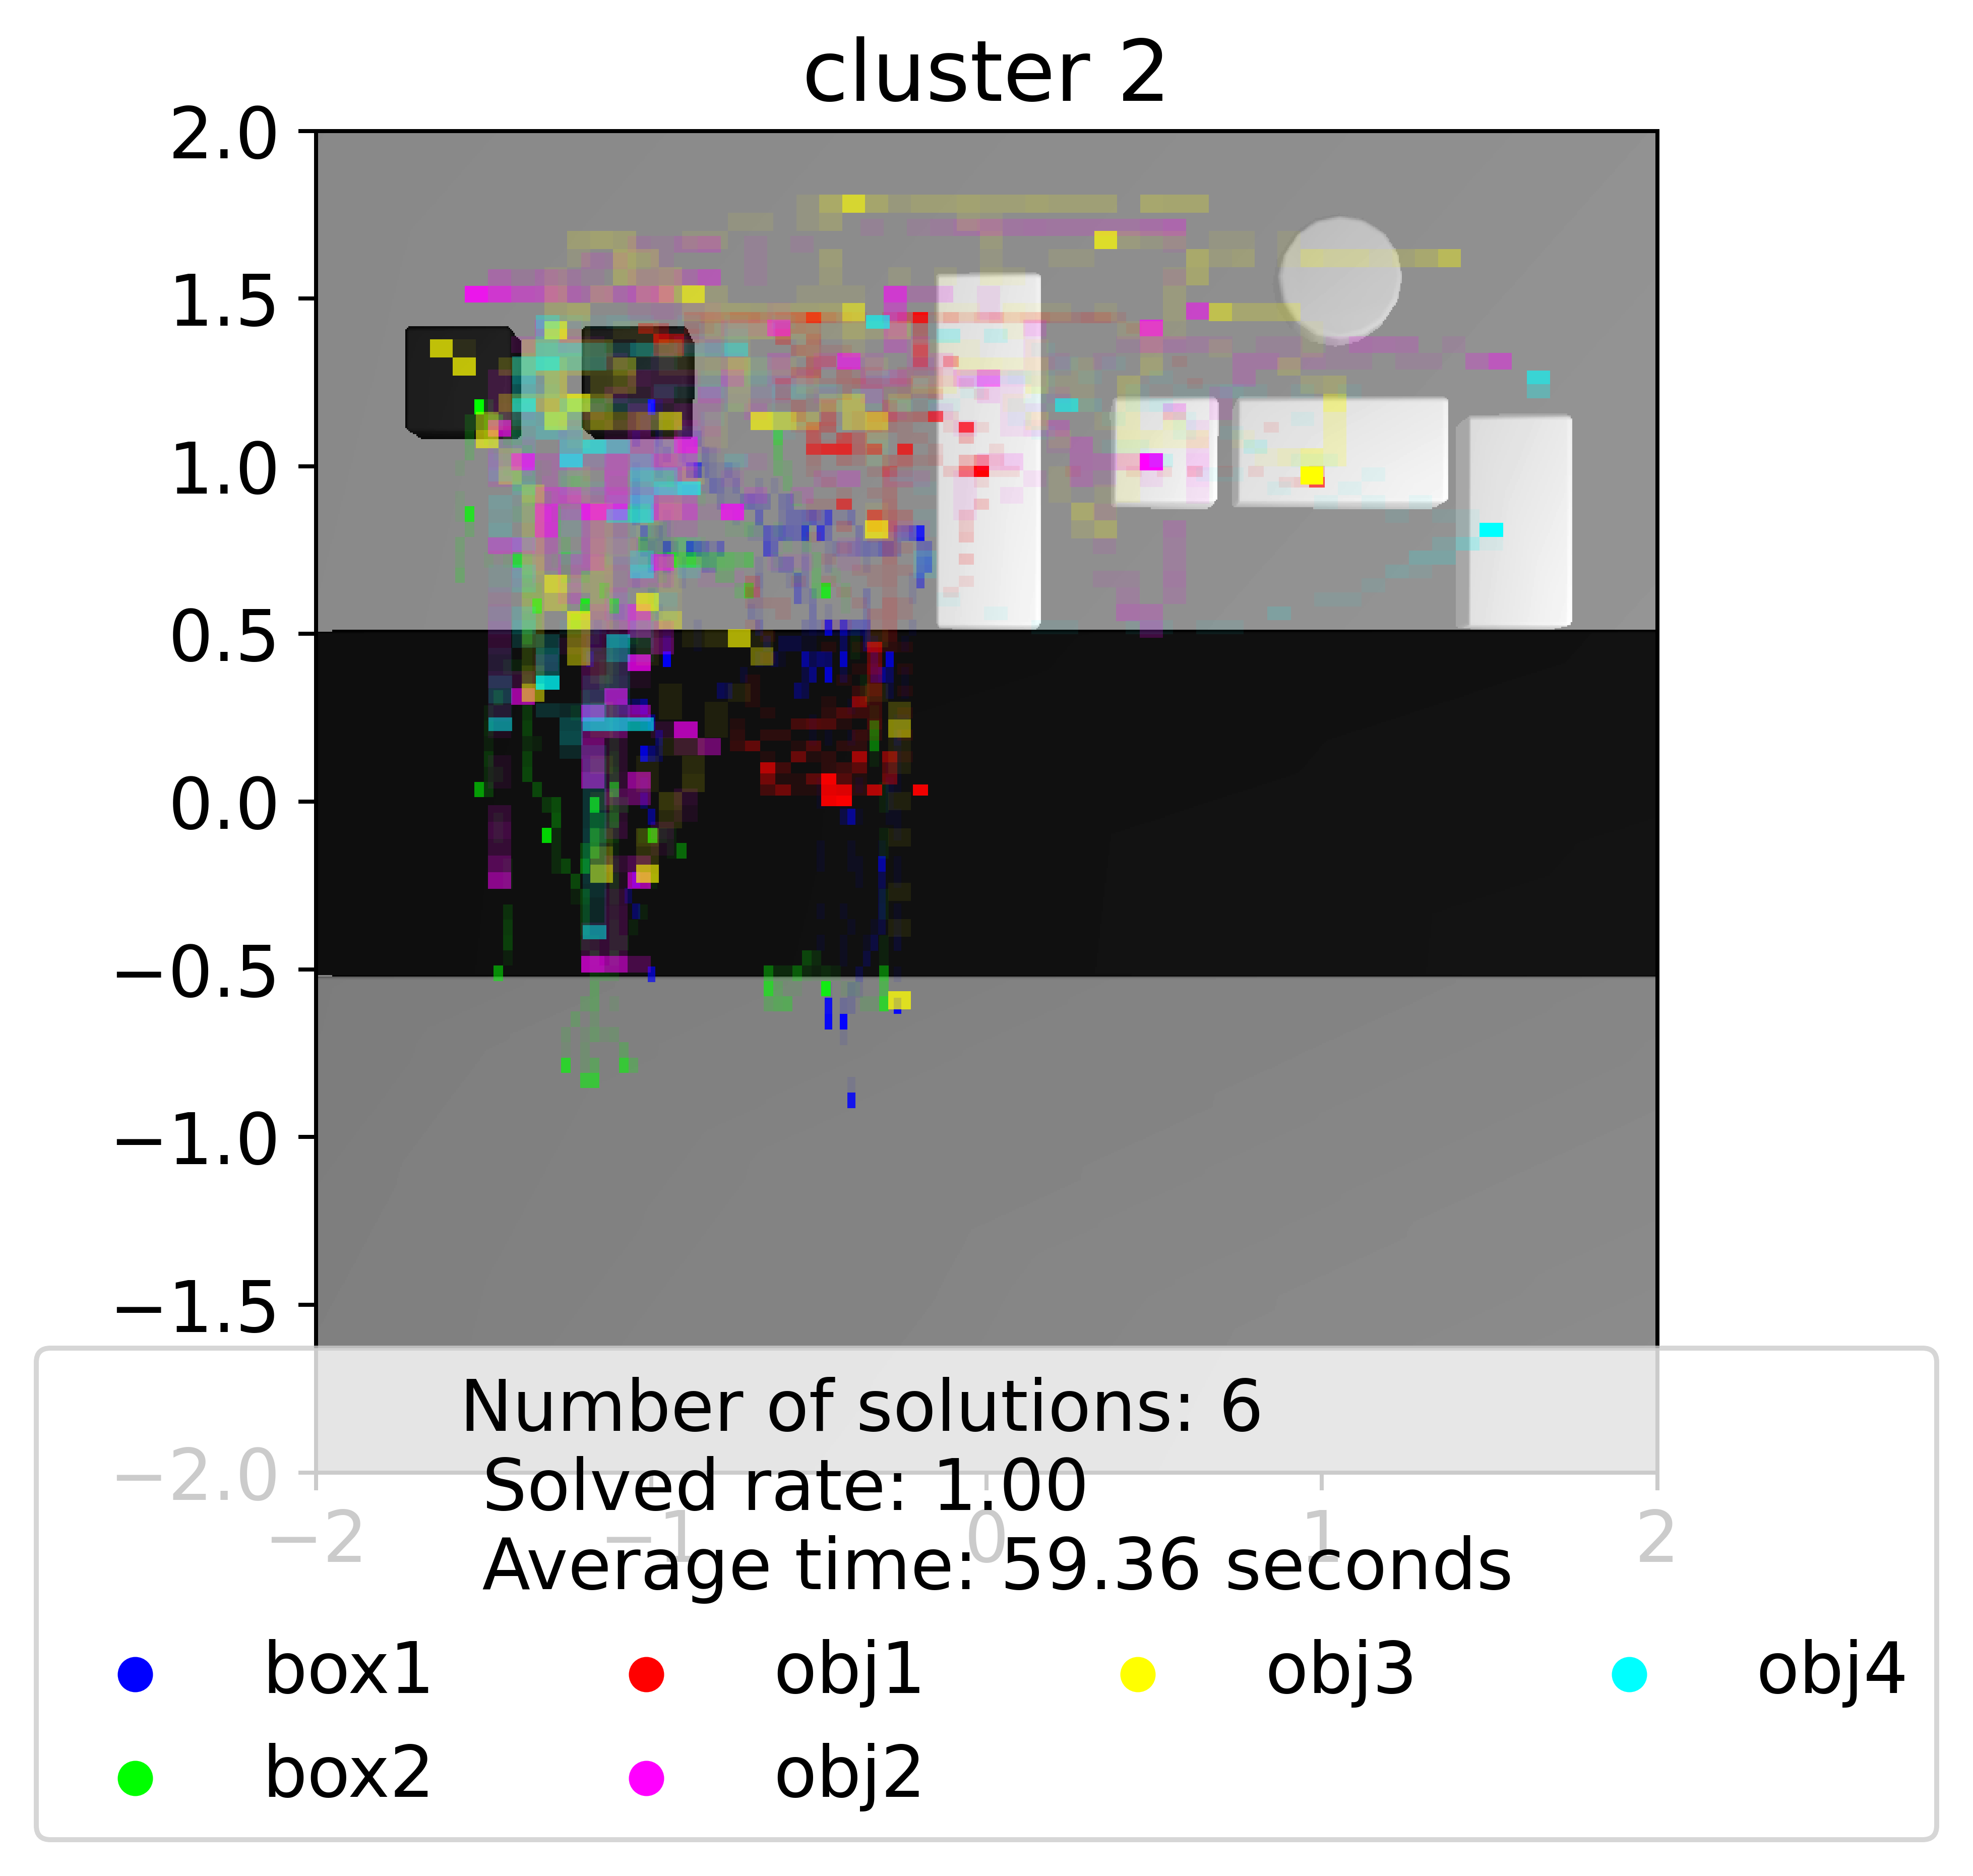 cluster 2
2.0
1.5
1.0
0.5
0.0
−0.5
−1.0
−1.5
−2.0
−2 −1 0 1 2
Number of solutions: 6
Solved rate: 1.00
Average time: 59.36 seconds
box1 obj1 obj3 obj4
box2 obj2